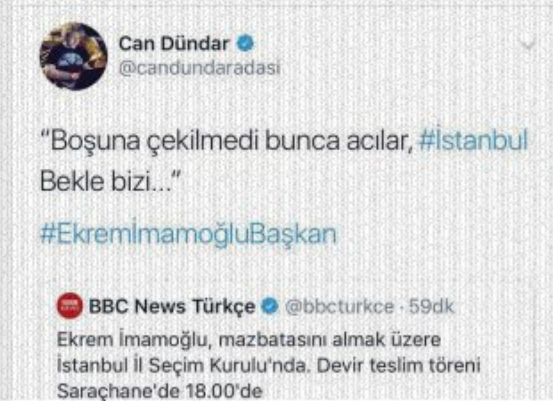 Can Dündar
@candundaradasi
“Boşuna çekilmedi bunca acılar, #İstanbul
Bekle bizi...“
#EkremİmamoğluBaşkan
BBC News Türkçe @bbcturkce · 59dk
Ekrem İmamoğlu, mazbatasını almak üzere
İstanbul İl Seçim Kurulu'nda. Devir teslim töreni
Saraçhane'de 18.00'de